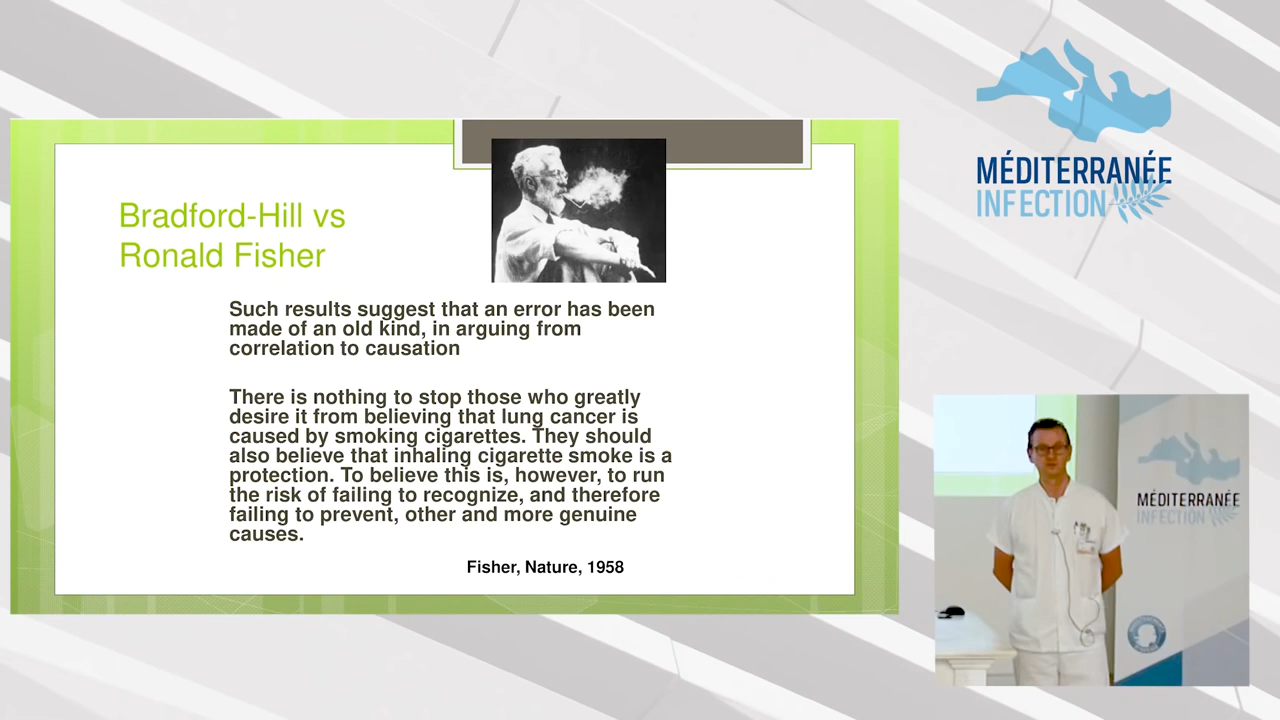 Bradford-Hill vs
Ronald Fisher
Such results suggest that an error has been
made of an old kind, in arguing from
correlation to causation
There is nothing to stop those who greatly
desire it from believing that lung cancer is
caused by smoking cigarettes. They should
also believe that inhaling cigarette smoke is a
protection. To believe this is, however, to run
the risk of failing to recognize, and therefore
failing to prevent, other and more genuine
causes.
Fisher, Nature, 1958
MÉDITERRANÉE
INFECTION
MÉDITERRANÉE
INFECTION